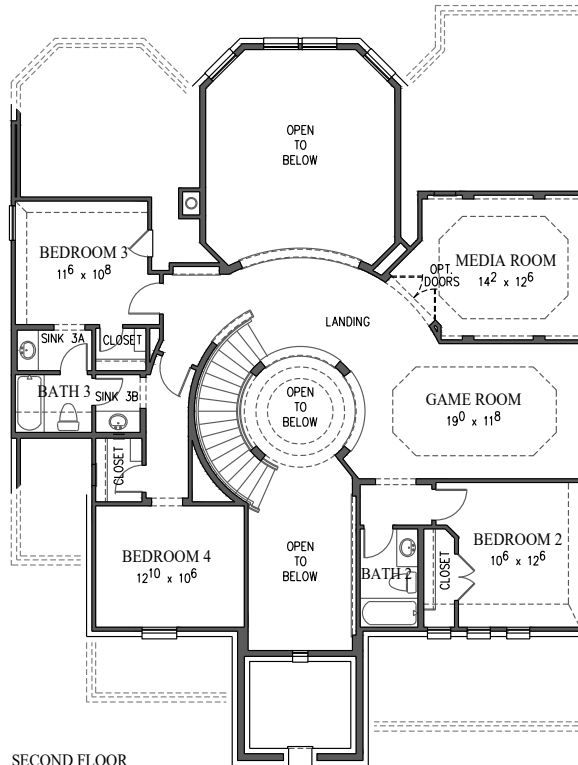 OPEN
TO
BELOW
BEDROOM 3
11⁶ x 10⁸
MEDIA ROOM
14² x 12⁶
OPT.
DOORS
LANDING
SINK 3A
CLOSET
BATH 3
SINK 3B
OPEN
TO
BELOW
GAME ROOM
19⁰ x 11⁸
CLOSET
BEDROOM 4
12¹⁰ x 10⁶
OPEN
TO
BELOW
BATH 2
CLOSET
BEDROOM 2
10⁶ x 12⁶
SECOND FLOOR